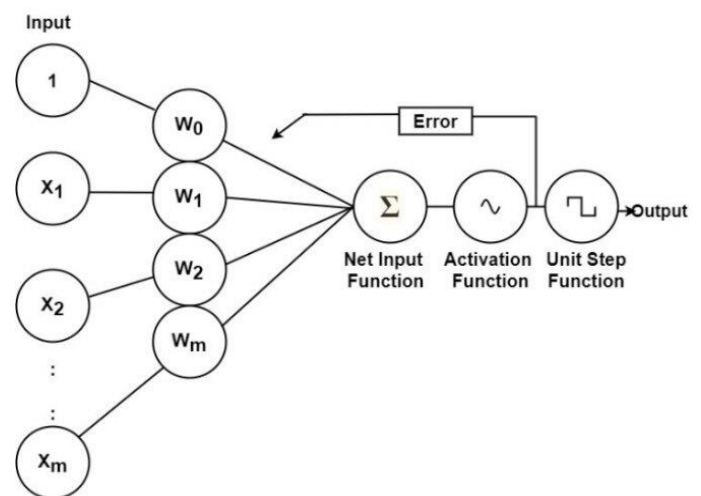 Input
1
X1
X2
:
:
Xm
W0
W1
W2
Wm
Error
Σ
Net Input
Function
Activation
Function
Unit Step
Function
Output